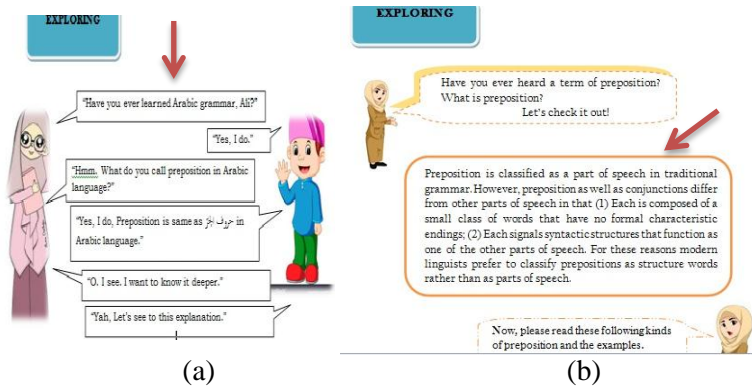 EXPLORING
"Have you ever learned Arabic grammar, Ali?"
"Yes, I do."
"Hmm. What do you call preposition in Arabic
language?"
"Yes, I do, Preposition is same as حروف الجرّ in
Arabic language."
"O. I see. I want to know it deeper."
"Yah, Let's see to this explanation."
(a)
EXPLORING
Have you ever heard a term of preposition?
What is preposition?
Let's check it out!
Preposition is classified as a part of speech in traditional
grammar. However, preposition as well as conjunctions differ
from other parts of speech in that (1) Each is composed of a
small class of words that have no formal characteristic
endings; (2) Each signals syntactic structures that function as
one of the other parts of speech. For these reasons modern
linguists prefer to classify prepositions as structure words
rather than as parts of speech.
Now, please read these following kinds
of preposition and the examples.
(b)